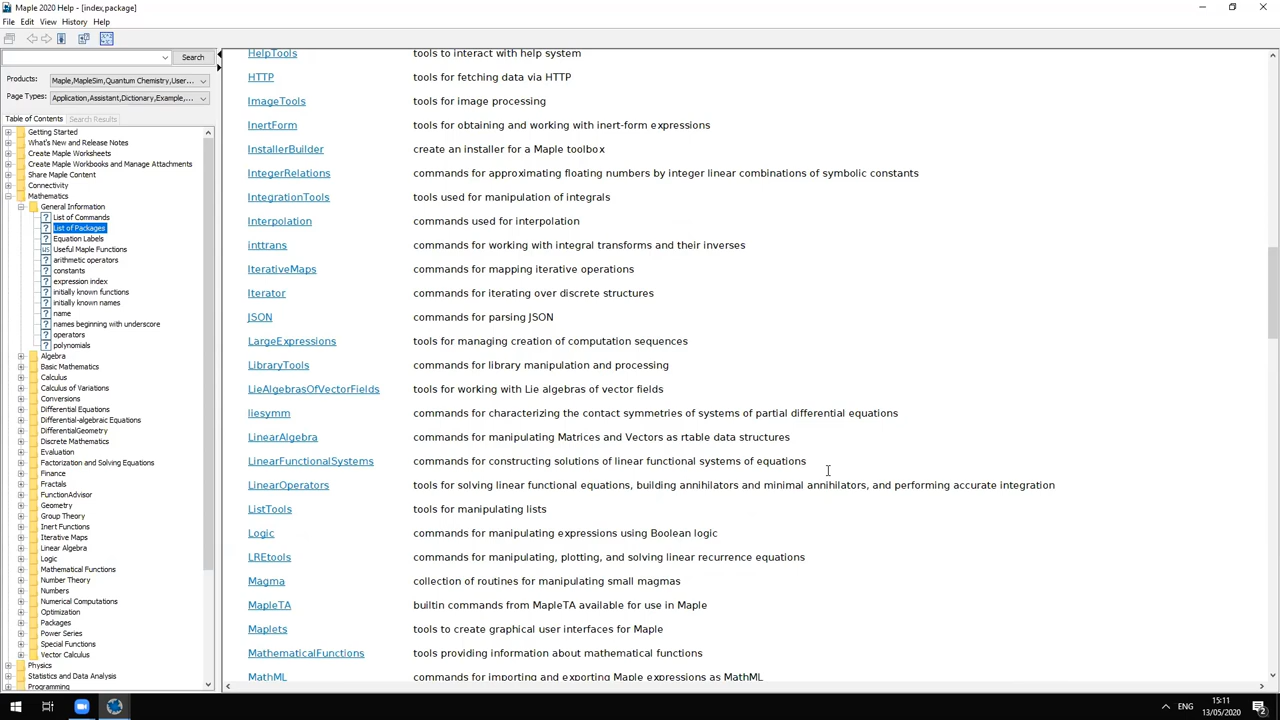 Maple 2020 Help - [index,package]
File Edit View History Help
Search
Products: Maple,MapleSim,Quantum Chemistry,User...
Page Types: Application,Assistant,Dictionary,Example,...
Table of Contents Search Results
Getting Started
What's New and Release Notes
Create Maple Worksheets
Create Maple Workbooks and Manage Attachments
Share Maple Content
Connectivity
Mathematics
General Information
List of Commands
List of Packages
Equation Labels
Useful Maple Functions
arithmetic operators
constants
expression index
initially known functions
initially known names
name
names beginning with underscore
operators
polynomials
Algebra
Basic Mathematics
Calculus
Calculus of Variations
Conversions
Differential Equations
Differential-algebraic Equations
DifferentialGeometry
Discrete Mathematics
Evaluation
Factorization and Solving Equations
Finance
Fractals
FunctionAdvisor
Geometry
Group Theory
Inert Functions
Iterative Maps
Linear Algebra
Logic
Mathematical Functions
Number Theory
Numbers
Numerical Computations
Optimization
Packages
Power Series
Special Functions
Vector Calculus
Physics
Statistics and Data Analysis
Programming
HelpTools tools to interact with help system
HTTP tools for fetching data via HTTP
ImageTools tools for image processing
InertForm tools for obtaining and working with inert-form expressions
InstallerBuilder create an installer for a Maple toolbox
IntegerRelations commands for approximating floating numbers by integer linear combinations of symbolic constants
IntegrationTools tools used for manipulation of integrals
Interpolation commands used for interpolation
inttrans commands for working with integral transforms and their inverses
IterativeMaps commands for mapping iterative operations
Iterator commands for iterating over discrete structures
JSON commands for parsing JSON
LargeExpressions tools for managing creation of computation sequences
LibraryTools commands for library manipulation and processing
LieAlgebrasOfVectorFields tools for working with Lie algebras of vector fields
liesymm commands for characterizing the contact symmetries of systems of partial differential equations
LinearAlgebra commands for manipulating Matrices and Vectors as rtable data structures
LinearFunctionalSystems commands for constructing solutions of linear functional systems of equations
LinearOperators tools for solving linear functional equations, building annihilators and minimal annihilators, and performing accurate integration
ListTools tools for manipulating lists
Logic commands for manipulating expressions using Boolean logic
LREtools commands for manipulating, plotting, and solving linear recurrence equations
Magma collection of routines for manipulating small magmas
MapleTA builtin commands from MapleTA available for use in Maple
Maplets tools to create graphical user interfaces for Maple
MathematicalFunctions tools providing information about mathematical functions
MathML commands for importing and exporting Maple expressions as MathML
ENG
15:11
13/05/2020
2